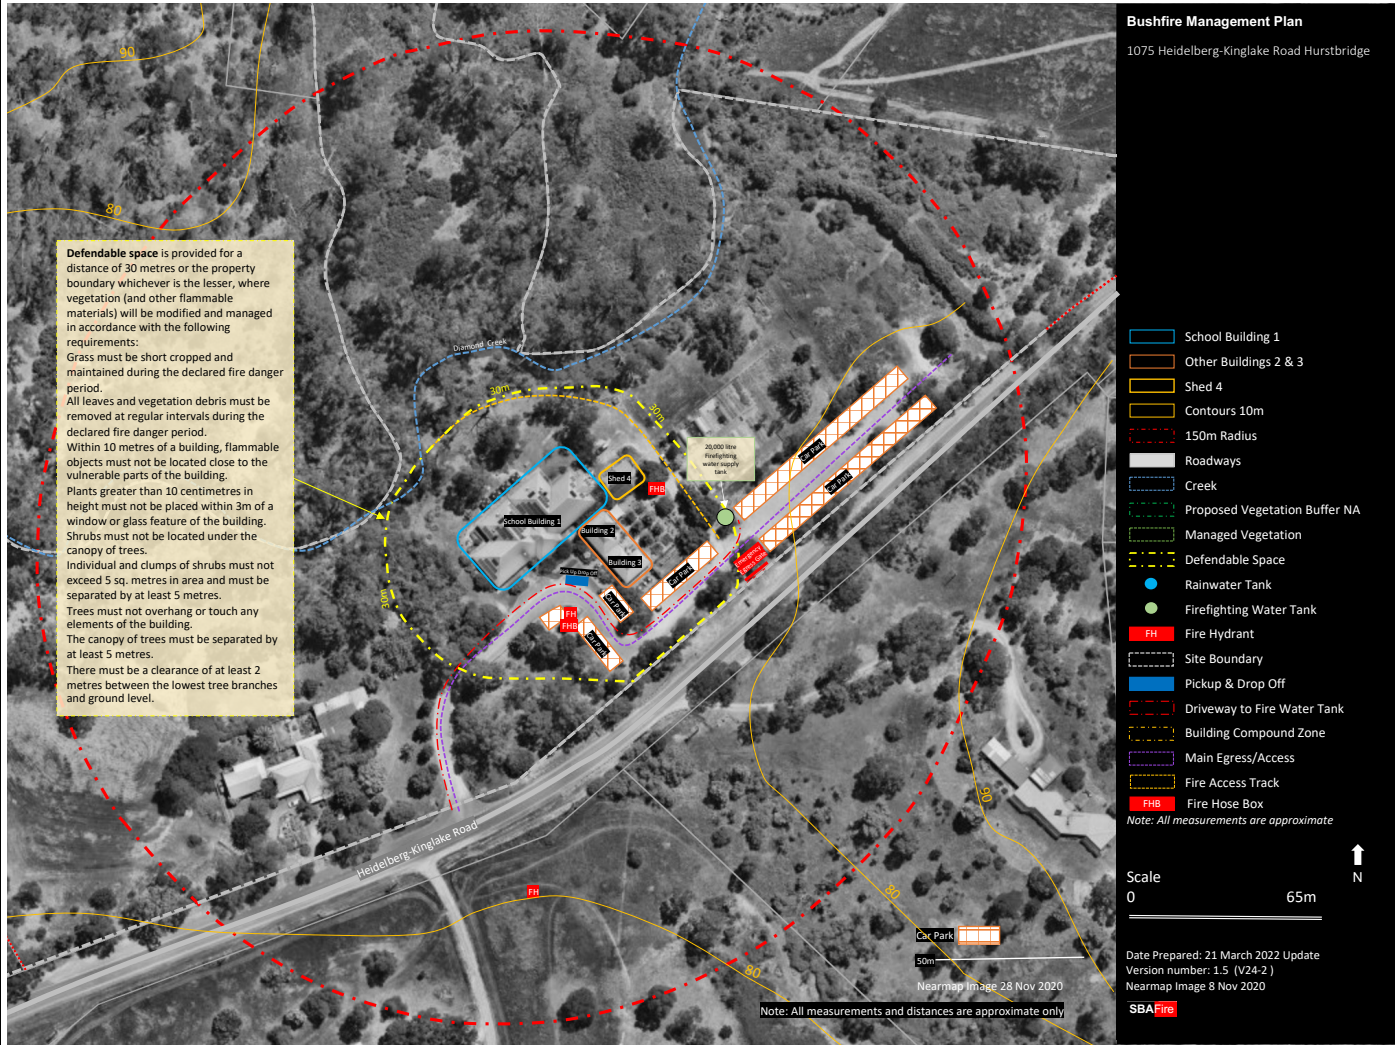 Bushfire Management Plan
1075 Heidelberg-Kinglake Road Hurstbridge
90
80
Defendable space is provided for a
distance of 30 metres or the property
boundary whichever is the lesser, where
vegetation (and other flammable
materials) will be modified and managed
in accordance with the following
requirements:
Grass must be short cropped and
maintained during the declared fire danger
period.
All leaves and vegetation debris must be
removed at regular intervals during the
declared fire danger period.
Within 10 metres of a building, flammable
objects must not be located close to the
vulnerable parts of the building.
Plants greater than 10 centimetres in
height must not be placed within 3m of a
window or glass feature of the building.
Shrubs must not be located under the
canopy of trees.
Individual and clumps of shrubs must not
exceed 5 sq. metres in area and must be
separated by at least 5 metres.
Trees must not overhang or touch any
elements of the building.
The canopy of trees must be separated by
at least 5 metres.
There must be a clearance of at least 2
metres between the lowest tree branches
and ground level.
Diamond Creek
30m
30m
30m
20,000 litre
Firefighting
water supply
tank
Shed 4
FHB
School Building 1
Building 2
Building 3
Pick Up Drop Off
Car Park
Car Park
Car Park
Car Park
Car Park
Emergency
Egress Gate
FH
FHB
Heidelberg-Kinglake Road
FH
90
80
80
Car Park
50m
Nearmap Image 28 Nov 2020
Note: All measurements and distances are approximate only
School Building 1
Other Buildings 2 & 3
Shed 4
Contours 10m
150m Radius
Roadways
Creek
Proposed Vegetation Buffer NA
Managed Vegetation
Defendable Space
Rainwater Tank
Firefighting Water Tank
FH Fire Hydrant
Site Boundary
Pickup & Drop Off
Driveway to Fire Water Tank
Building Compound Zone
Main Egress/Access
Fire Access Track
FHB Fire Hose Box
Note: All measurements are approximate
N
Scale
0 65m
Date Prepared: 21 March 2022 Update
Version number: 1.5 (V24-2 )
Nearmap Image 8 Nov 2020
SBAFire